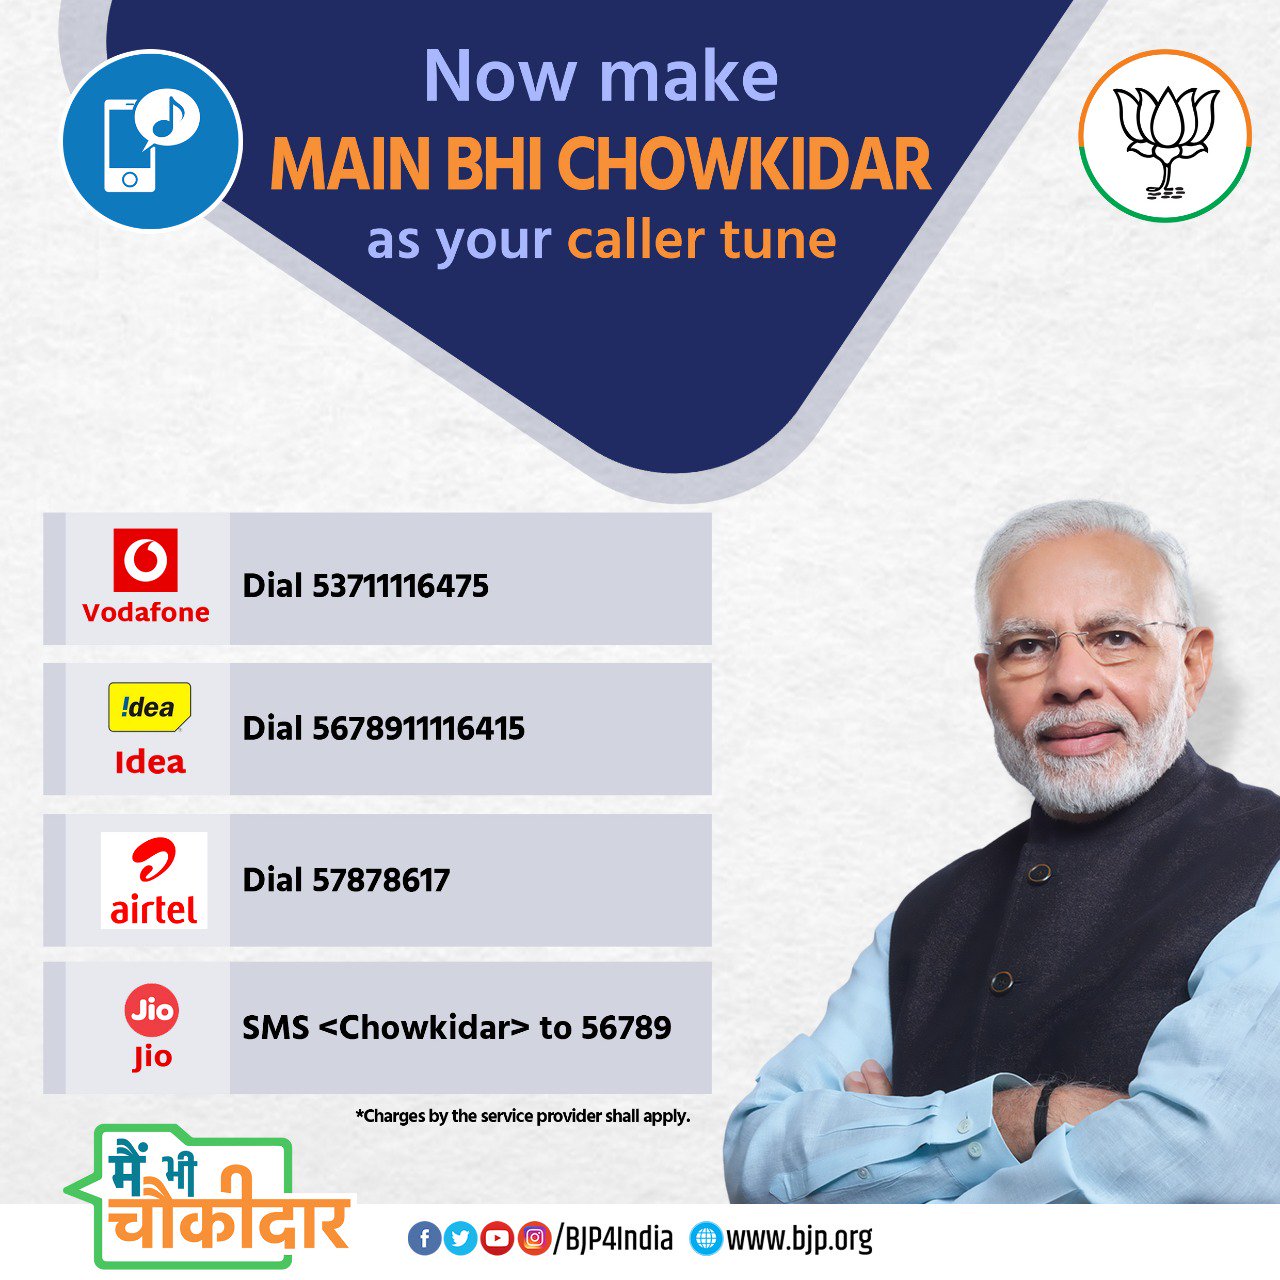 Now make
MAIN BHI CHOWKIDAR
as your caller tune
Vodafone
Dial 53711116475
!dea
Idea
Dial 5678911116415
airtel
Dial 57878617
Jio
Jio
SMS <Chowkidar> to 56789
*Charges by the service provider shall apply.
मैं भी
चौकीदार
/BJP4India www.bjp.org